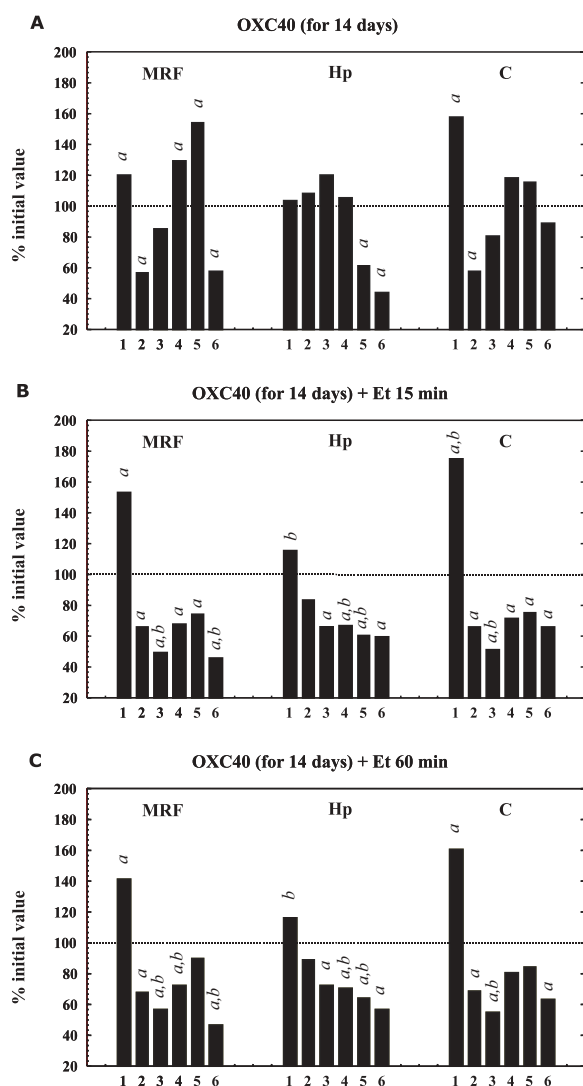 A
OXC40 (for 14 days)
% initial value
200
180
160
140
120
100
80
60
40
20
MRF
Hp
C
a
a
a
a
a
a
a
a
a
1 2 3 4 5 6
1 2 3 4 5 6
1 2 3 4 5 6
B
OXC40 (for 14 days) + Et 15 min
% initial value
200
180
160
140
120
100
80
60
40
20
MRF
Hp
C
a
a
a,b
a
a
a,b
b
a
a,b
a,b
a
a,b
a
a,b
a
a
a
1 2 3 4 5 6
1 2 3 4 5 6
1 2 3 4 5 6
C
OXC40 (for 14 days) + Et 60 min
% initial value
200
180
160
140
120
100
80
60
40
20
MRF
Hp
C
a
a
a,b
a,b
a,b
b
a
a,b
a,b
a
a
a
a,b
a
1 2 3 4 5 6
1 2 3 4 5 6
1 2 3 4 5 6